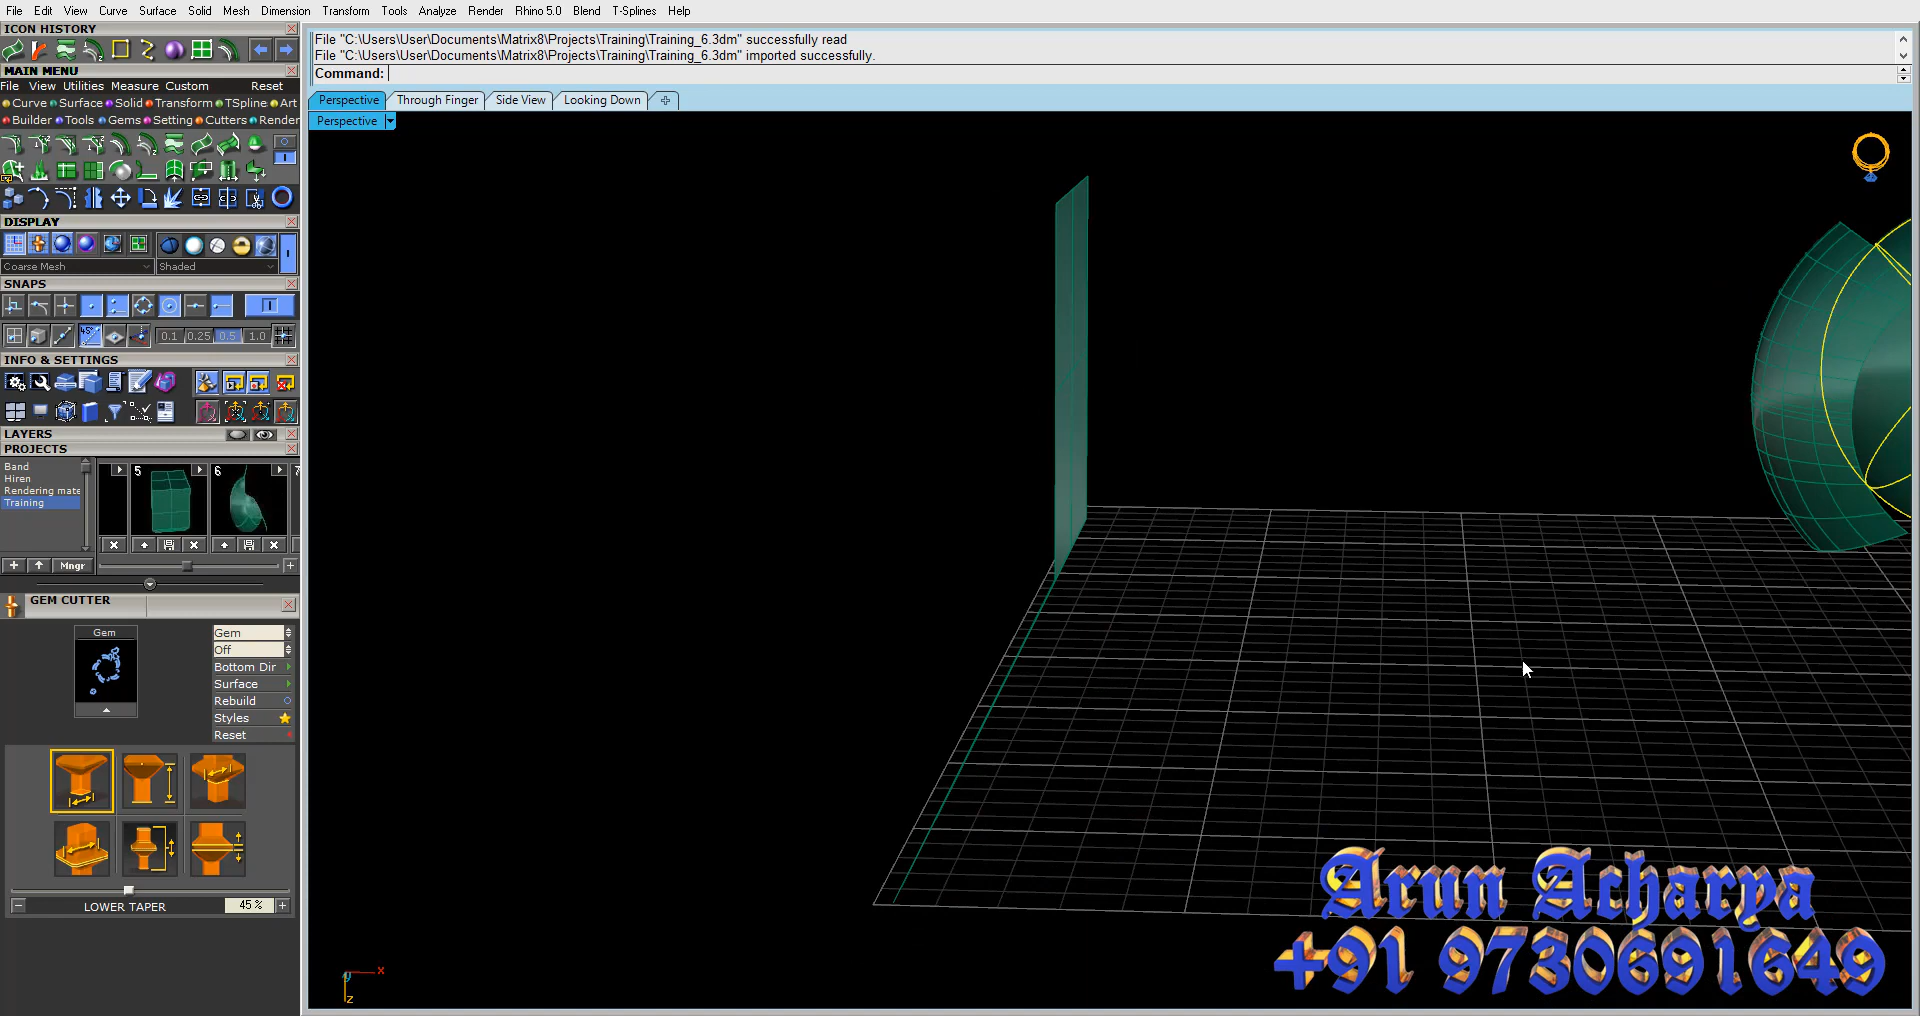 File Edit View Curve Surface Solid Mesh Dimension Transform Tools Analyze Render Rhino 5.0 Blend T-Splines Help
ICON HISTORY
File "C:\Users\User\Documents\Matrix8\Projects\Training\Training_6.3dm" successfully read
File "C:\Users\User\Documents\Matrix8\Projects\Training\Training_6.3dm" imported successfully.
Command:
MAIN MENU
File View Utilities Measure Custom Reset
Curve Surface Solid Transform TSpline Art
Builder Tools Gems Setting Cutters Render
Perspective Through Finger Side View Looking Down
Perspective
DISPLAY
Coarse Mesh Shaded
SNAPS
45°
0.1 0.25 0.5 1.0
INFO & SETTINGS
LAYERS
PROJECTS
Band
Hiren
Rendering mate
Training
5 6 7
Mngr
GEM CUTTER
Gem
Gem
Off
Bottom Dir
Surface
Rebuild
Styles
Reset
LOWER TAPER 45 %
x
z
Arun Acharya
+91 9730691649